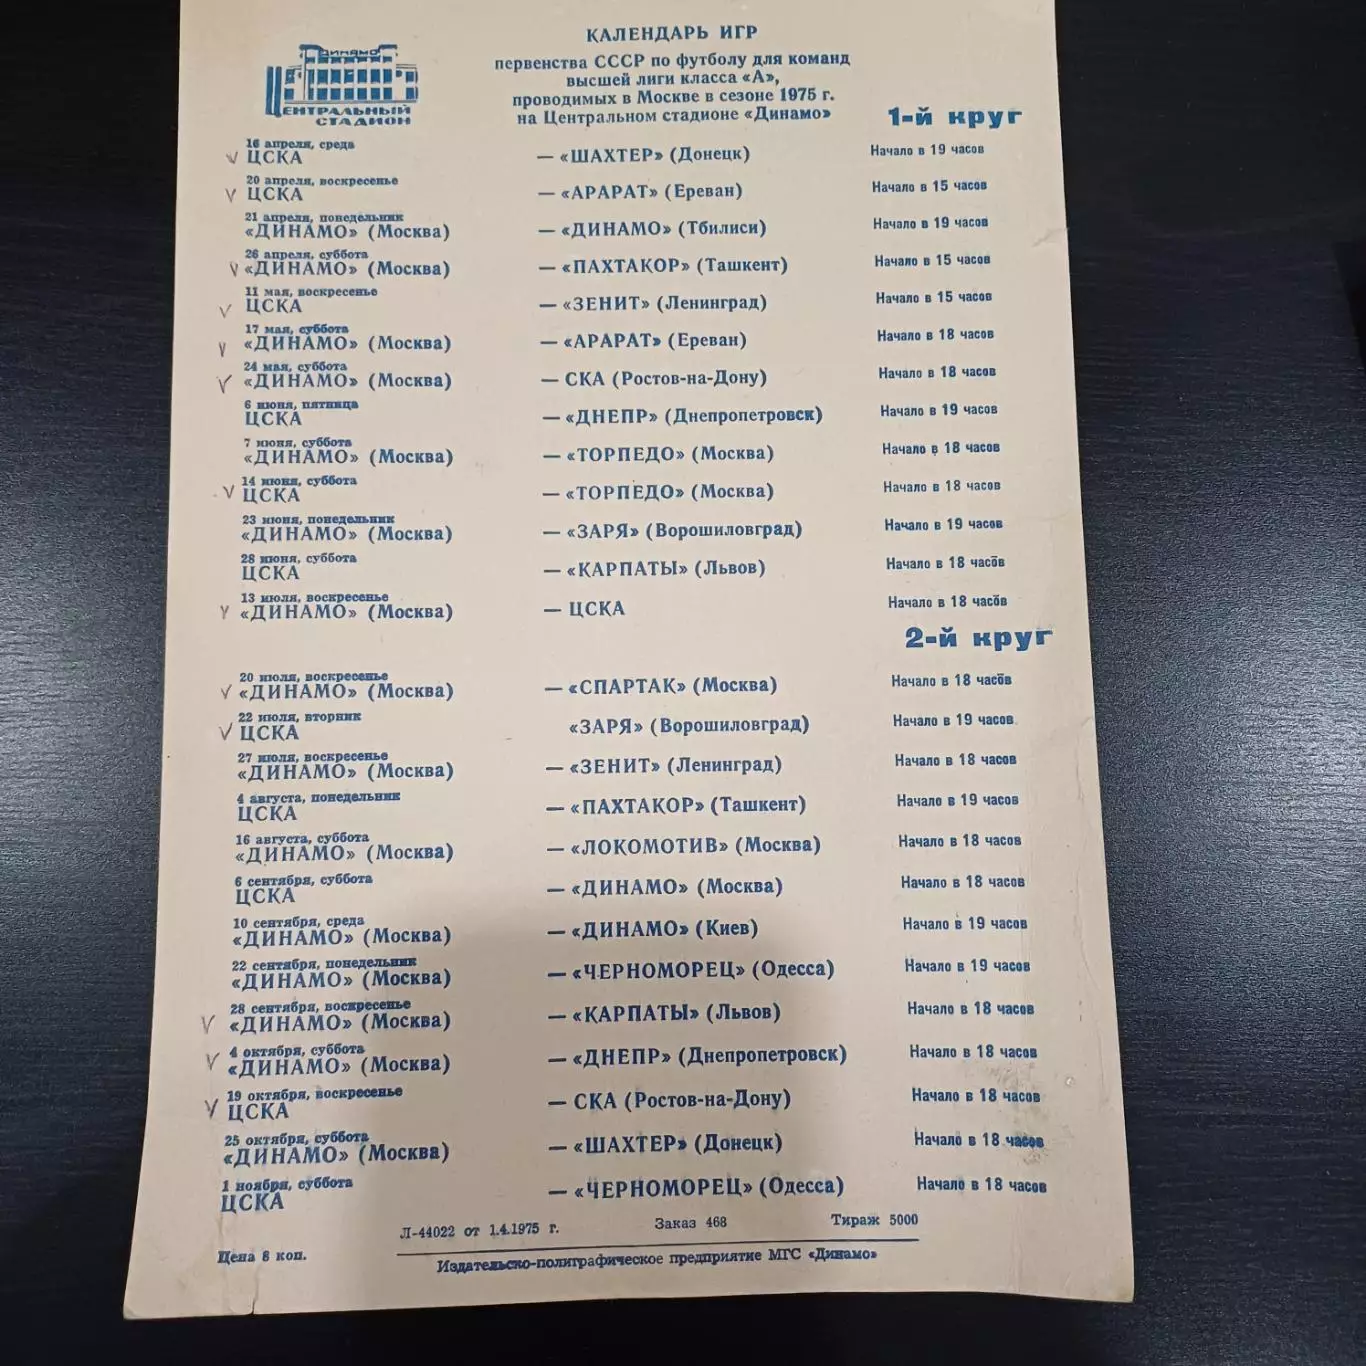 ДИНАМО
ЦЕНТРАЛЬНЫЙ
СТАДИОН
КАЛЕНДАРЬ ИГР
первенства СССР по футболу для команд
высшей лиги класса «А»,
проводимых в Москве в сезоне 1975 г.
на Центральном стадионе «Динамо»
1-й круг
16 апреля, среда
ЦСКА — «ШАХТЕР» (Донецк) Начало в 19 часов
20 апреля, воскресенье
ЦСКА — «АРАРАТ» (Ереван) Начало в 15 часов
21 апреля, понедельник
«ДИНАМО» (Москва) — «ДИНАМО» (Тбилиси) Начало в 19 часов
26 апреля, суббота
«ДИНАМО» (Москва) — «ПАХТАКОР» (Ташкент) Начало в 15 часов
11 мая, воскресенье
ЦСКА — «ЗЕНИТ» (Ленинград) Начало в 15 часов
17 мая, суббота
«ДИНАМО» (Москва) — «АРАРАТ» (Ереван) Начало в 18 часов
24 мая, суббота
«ДИНАМО» (Москва) — СКА (Ростов-на-Дону) Начало в 18 часов
6 июня, пятница
ЦСКА — «ДНЕПР» (Днепропетровск) Начало в 19 часов
7 июня, суббота
«ДИНАМО» (Москва) — «ТОРПЕДО» (Москва) Начало в 18 часов
14 июня, суббота
ЦСКА — «ТОРПЕДО» (Москва) Начало в 18 часов
23 июня, понедельник
«ДИНАМО» (Москва) — «ЗАРЯ» (Ворошиловград) Начало в 19 часов
28 июня, суббота
ЦСКА — «КАРПАТЫ» (Львов) Начало в 18 часов
13 июля, воскресенье
«ДИНАМО» (Москва) — ЦСКА Начало в 18 часов
2-й круг
20 июля, воскресенье
«ДИНАМО» (Москва) — «СПАРТАК» (Москва) Начало в 18 часов
22 июля, вторник
ЦСКА «ЗАРЯ» (Ворошиловград) Начало в 19 часов
27 июля, воскресенье
«ДИНАМО» (Москва) — «ЗЕНИТ» (Ленинград) Начало в 18 часов
4 августа, понедельник
ЦСКА — «ПАХТАКОР» (Ташкент) Начало в 19 часов
16 августа, суббота
«ДИНАМО» (Москва) — «ЛОКОМОТИВ» (Москва) Начало в 18 часов
6 сентября, суббота
ЦСКА — «ДИНАМО» (Москва) Начало в 18 часов
10 сентября, среда
«ДИНАМО» (Москва) — «ДИНАМО» (Киев) Начало в 19 часов
22 сентября, понедельник
«ДИНАМО» (Москва) — «ЧЕРНОМОРЕЦ» (Одесса) Начало в 19 часов
28 сентября, воскресенье
«ДИНАМО» (Москва) — «КАРПАТЫ» (Львов) Начало в 18 часов
4 октября, суббота
«ДИНАМО» (Москва) — «ДНЕПР» (Днепропетровск) Начало в 18 часов
19 октября, воскресенье
ЦСКА — СКА (Ростов-на-Дону) Начало в 18 часов
25 октября, суббота
«ДИНАМО» (Москва) — «ШАХТЕР» (Донецк) Начало в 18 часов
1 ноября, суббота
ЦСКА — «ЧЕРНОМОРЕЦ» (Одесса) Начало в 18 часов
Л-44022 от 1.4.1975 г. Заказ 468 Тираж 5000
Цена 8 коп. Издательско-полиграфическое предприятие МГС «Динамо»